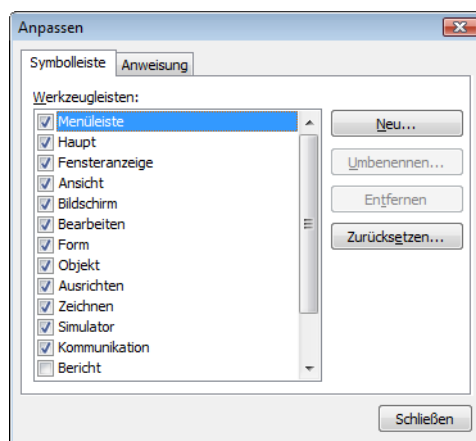 Anpassen
Symbolleiste
Anweisung
Werkzeugleisten:
Menüleiste
Haupt
Fensteranzeige
Ansicht
Bildschirm
Bearbeiten
Form
Objekt
Ausrichten
Zeichnen
Simulator
Kommunikation
Bericht
Neu...
Umbenennen...
Entfernen
Zurücksetzen...
Schließen